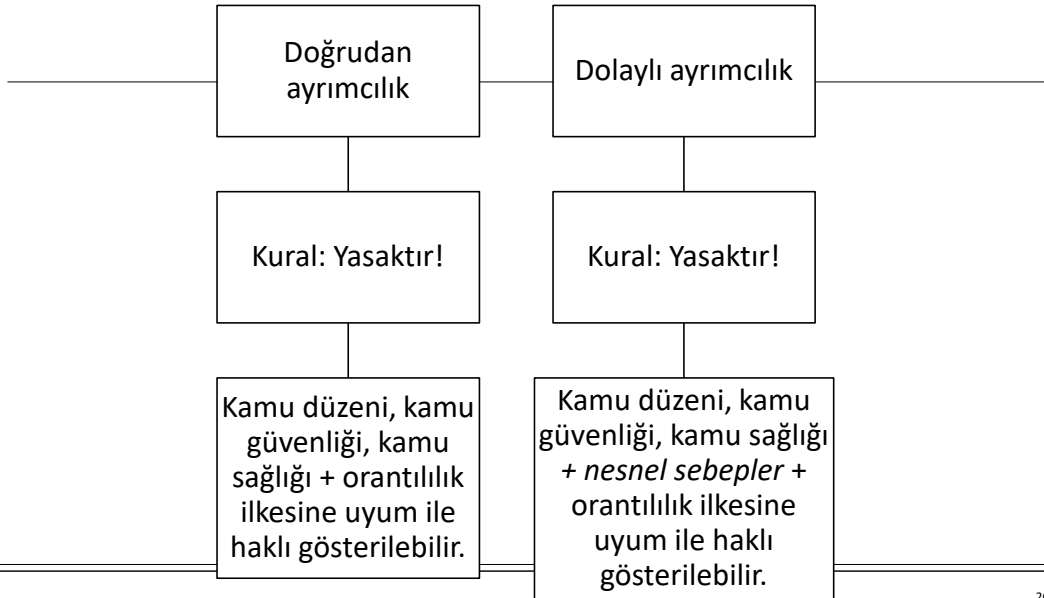 Doğrudan
ayrımcılık
Dolaylı ayrımcılık
Kural: Yasaktır!
Kural: Yasaktır!
Kamu düzeni, kamu
güvenliği, kamu
sağlığı + orantılılık
ilkesine uyum ile
haklı gösterilebilir.
Kamu düzeni, kamu
güvenliği, kamu sağlığı
+ nesnel sebepler +
orantılılık ilkesine
uyum ile haklı
gösterilebilir.